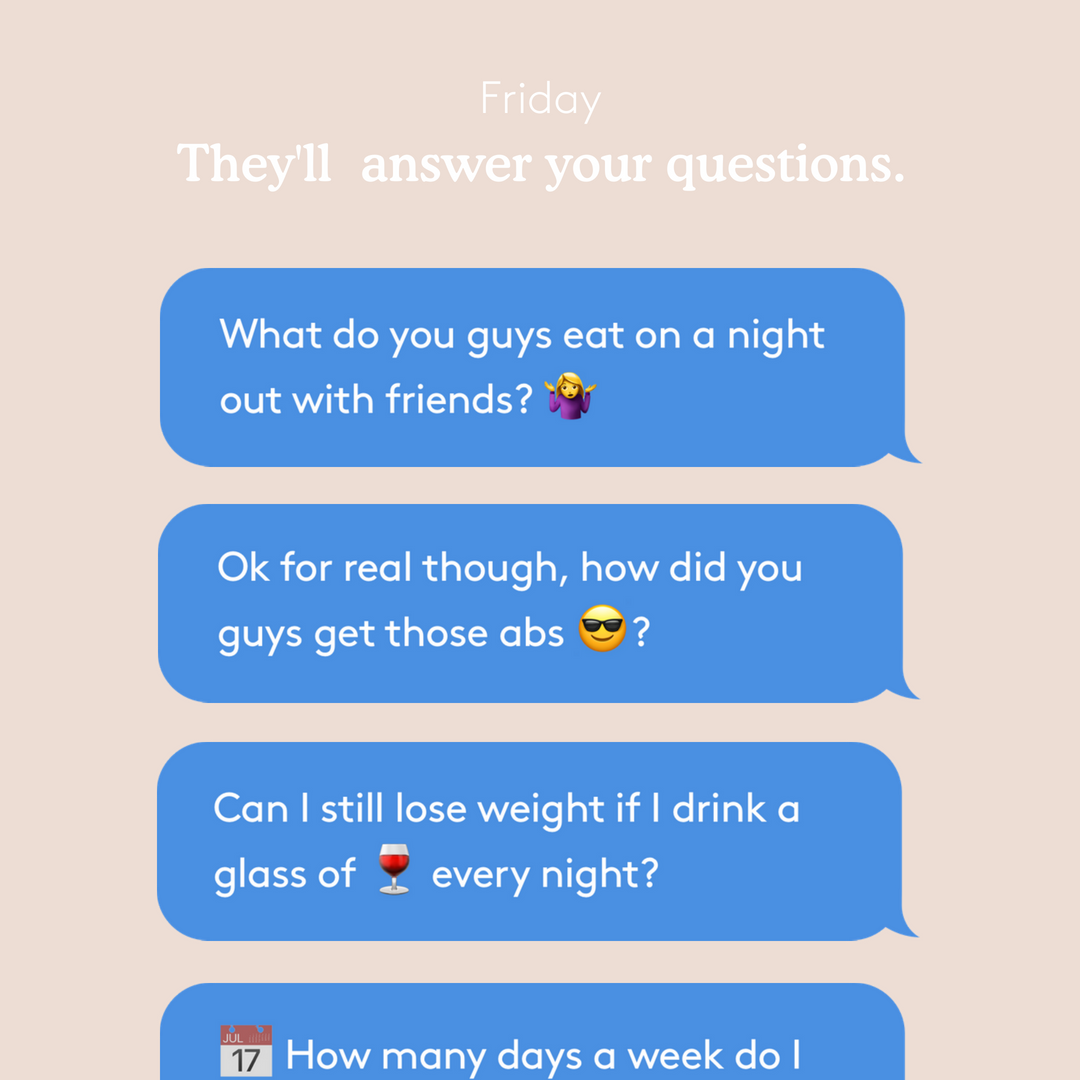 Friday
They'll  answer your questions.
What do you guys eat on a night
out with friends? 🤷‍♀️
Ok for real though, how did you
guys get those abs 😎?
Can I still lose weight if I drink a
glass of 🍷 every night?
📅 How many days a week do I